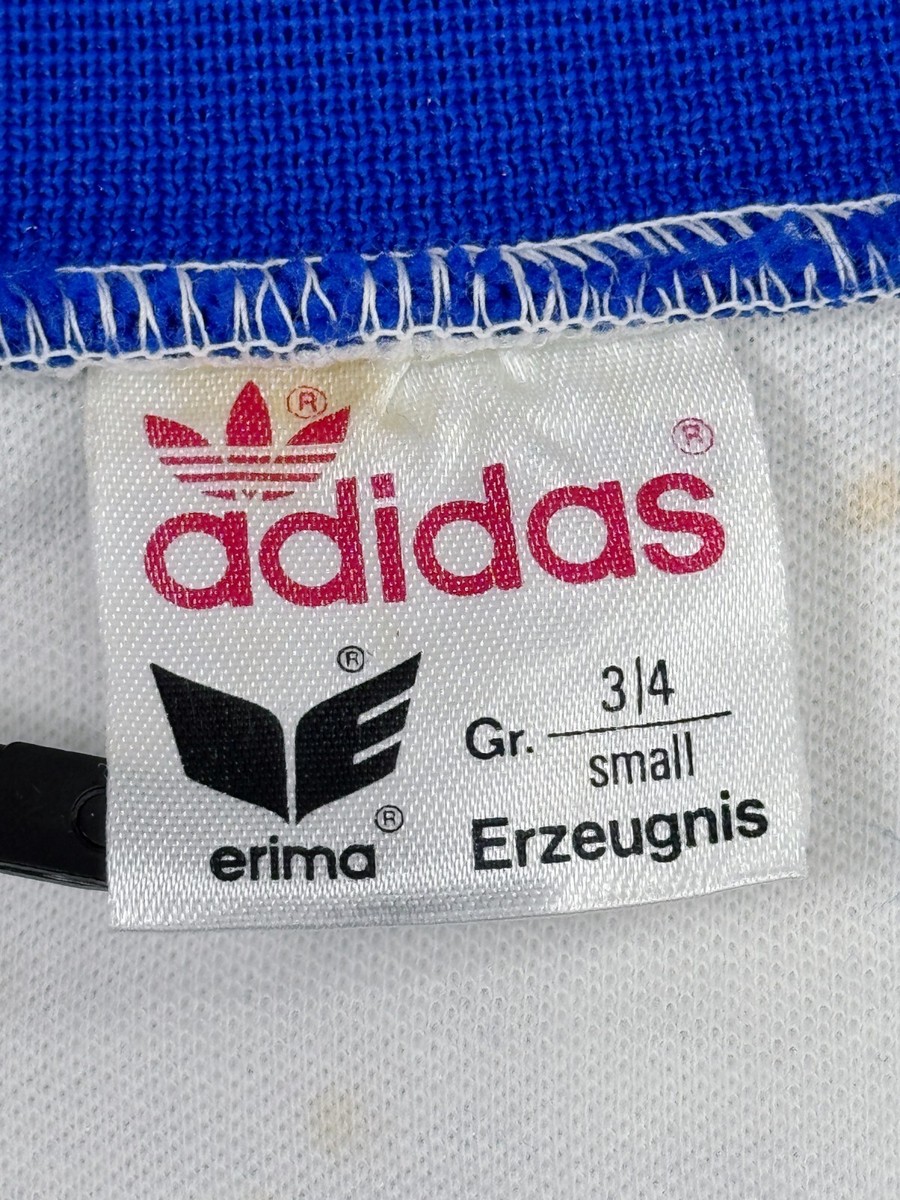 ®
adidas®
®
Gr. 3/4
small
erima®
Erzeugnis